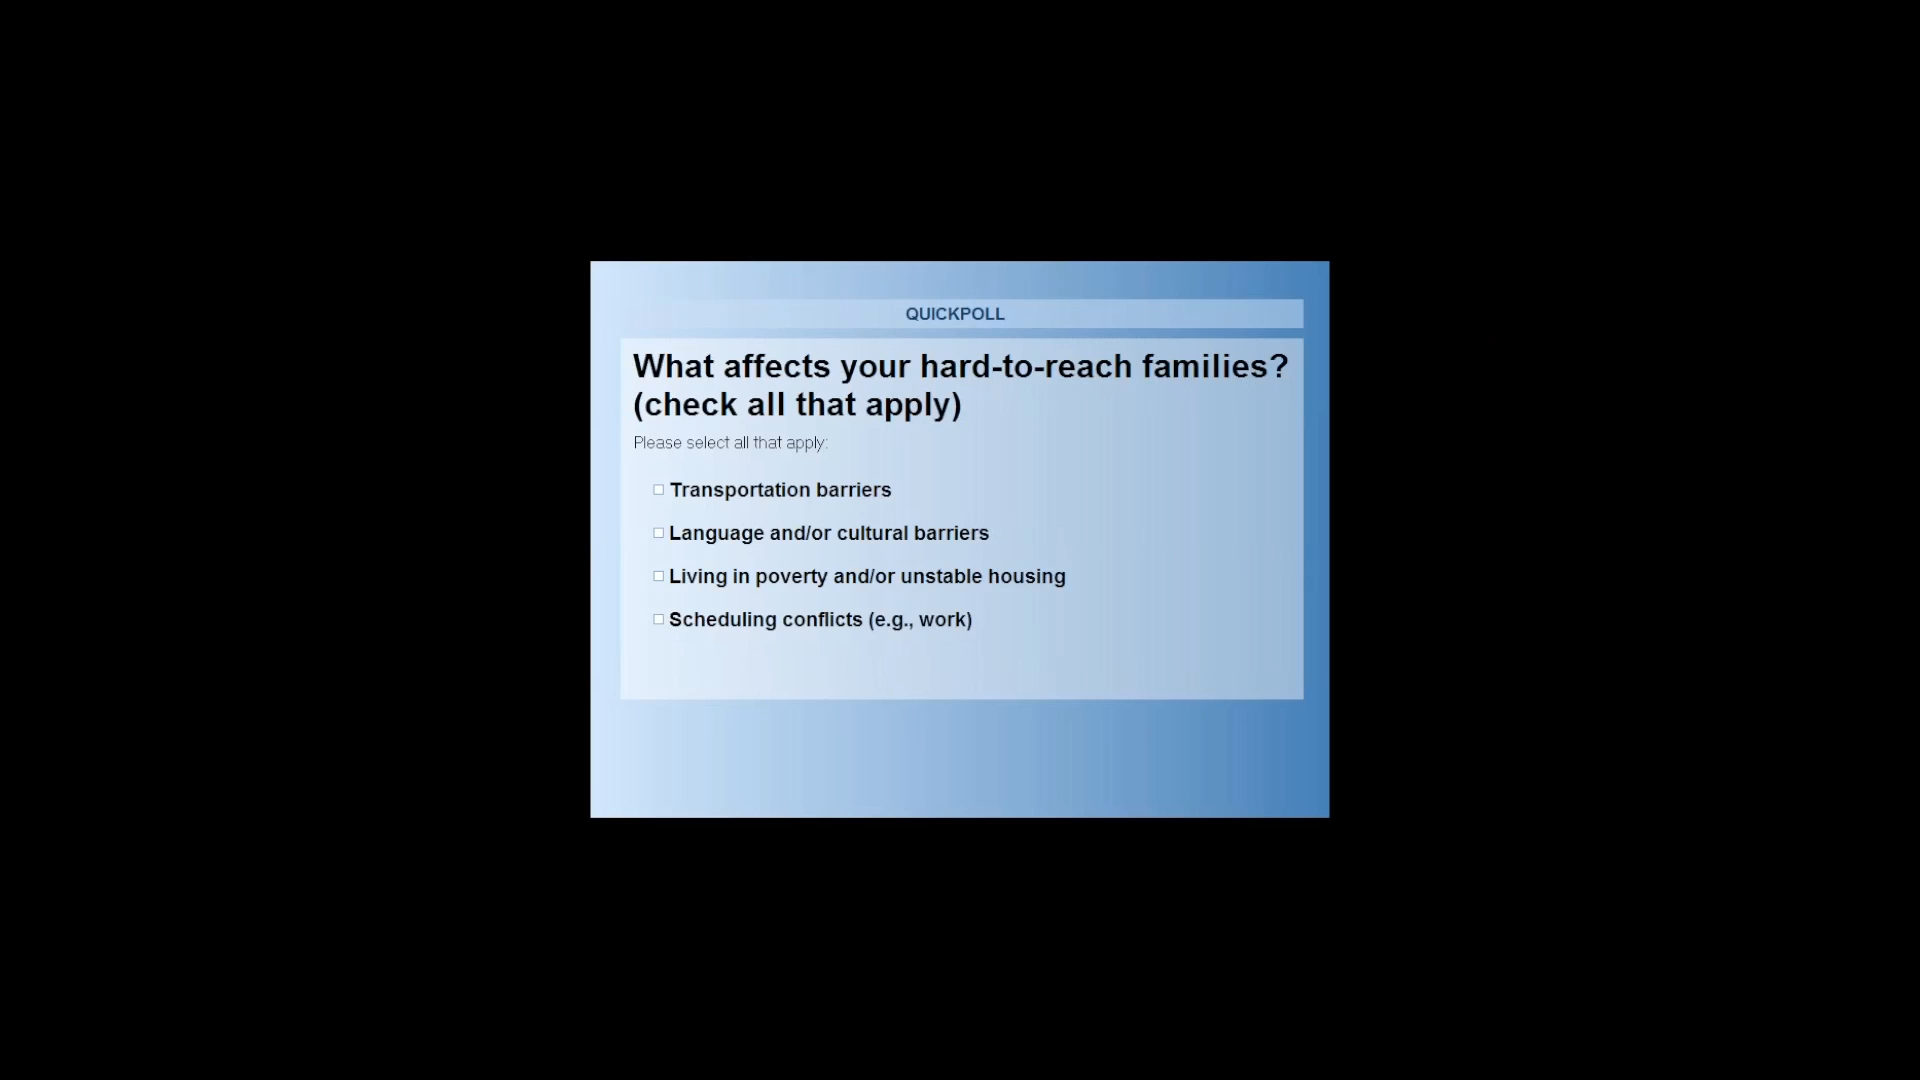 QUICKPOLL
What affects your hard-to-reach families?
(check all that apply)
Please select all that apply:
Transportation barriers
Language and/or cultural barriers
Living in poverty and/or unstable housing
Scheduling conflicts (e.g., work)